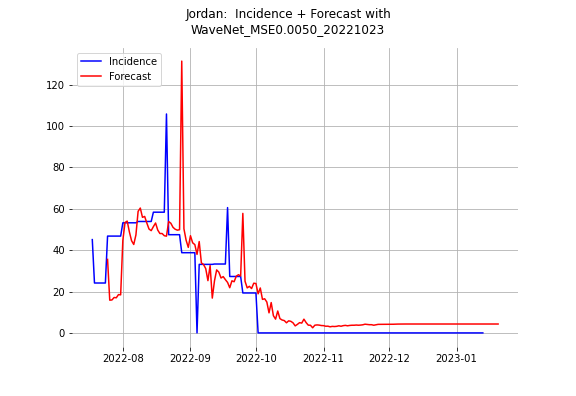 Jordan:  Incidence + Forecast with
WaveNet_MSE0.0050_20221023
Incidence
Forecast
120
100
80
60
40
20
0
2022-08 2022-09 2022-10 2022-11 2022-12 2023-01